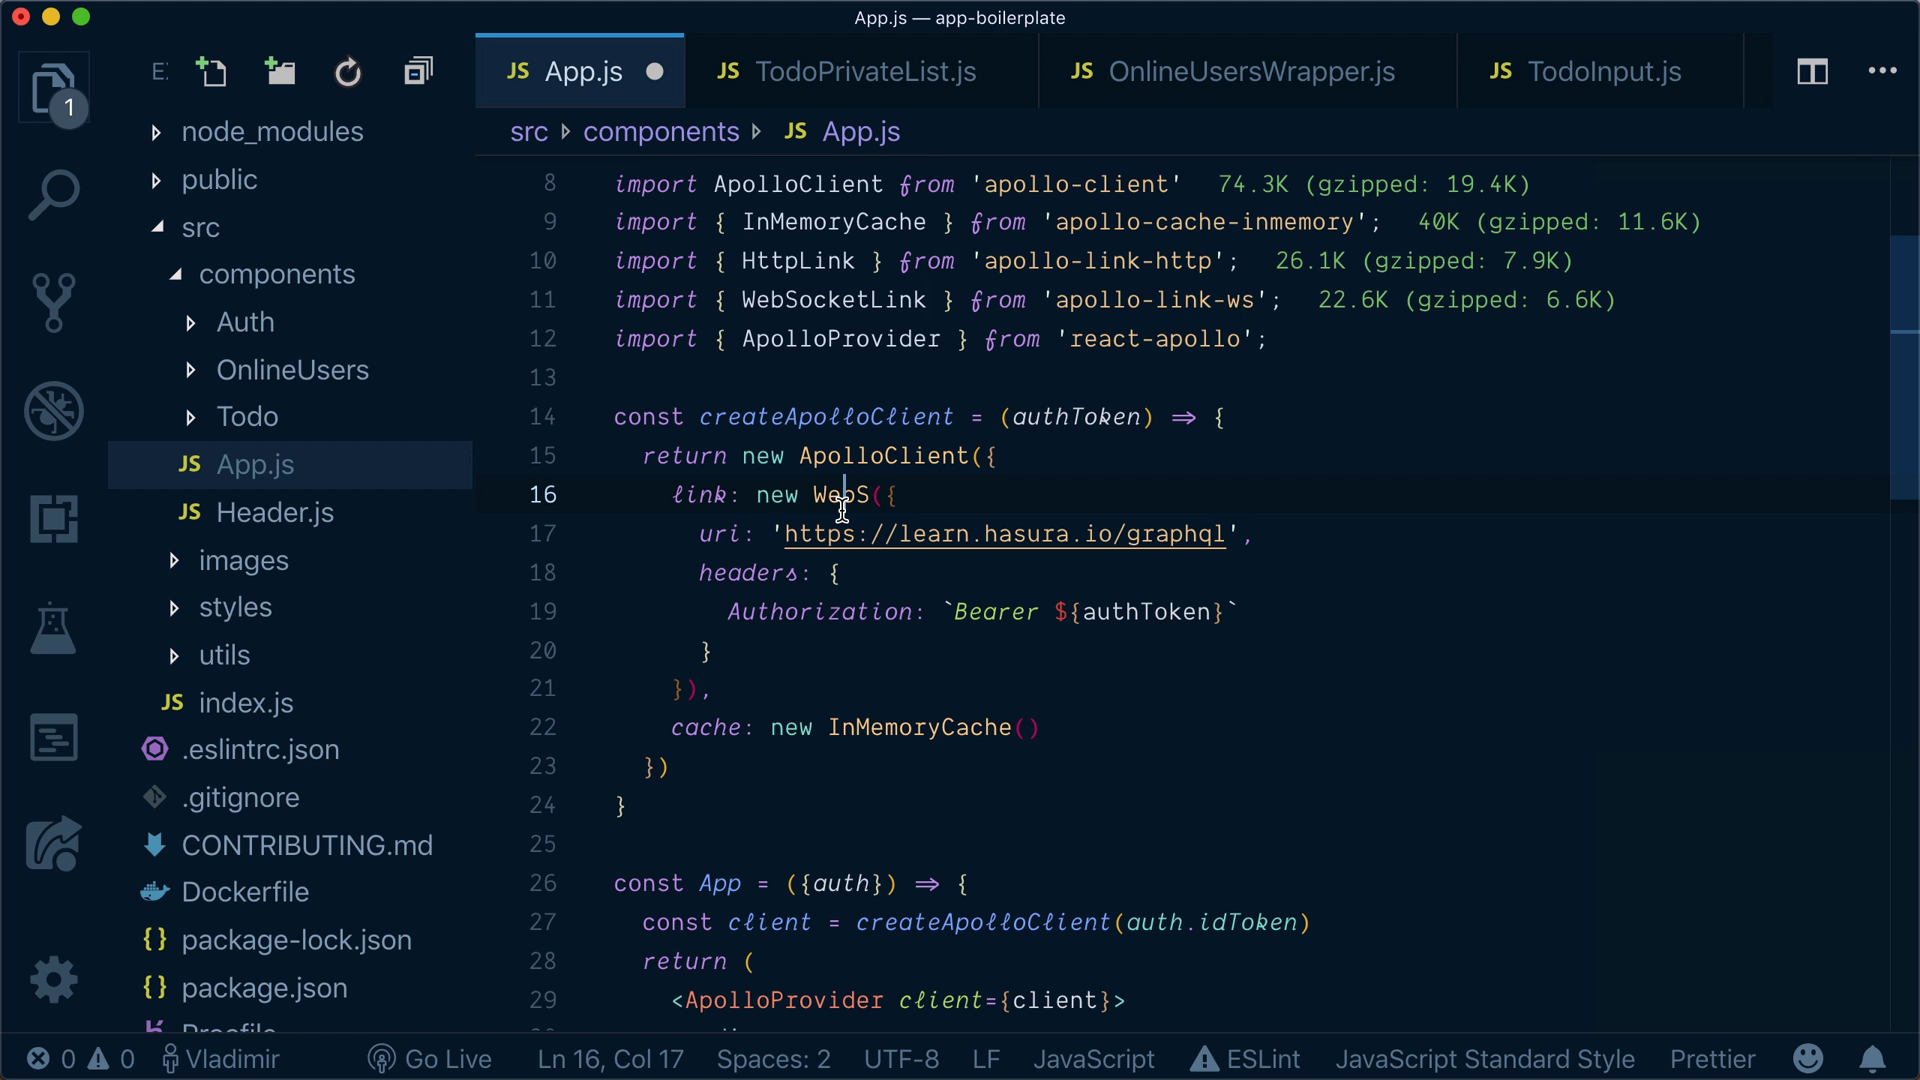 App.js — app-boilerplate
E:
JS App.js
JS TodoPrivateList.js
JS OnlineUsersWrapper.js
JS TodoInput.js
1
node_modules
public
src
components
Auth
OnlineUsers
Todo
JS App.js
JS Header.js
images
styles
utils
JS index.js
.eslintrc.json
.gitignore
CONTRIBUTING.md
Dockerfile
{} package-lock.json
{} package.json
Procfile
src components JS App.js
8 import ApolloClient from 'apollo-client' 74.3K (gzipped: 19.4K)
9 import { InMemoryCache } from 'apollo-cache-inmemory'; 40K (gzipped: 11.6K)
10 import { HttpLink } from 'apollo-link-http'; 26.1K (gzipped: 7.9K)
11 import { WebSocketLink } from 'apollo-link-ws'; 22.6K (gzipped: 6.6K)
12 import { ApolloProvider } from 'react-apollo';
13
14 const createApolloClient = (authToken) ⇒ {
15 return new ApolloClient({
16 link: new WebS({
17 uri: 'https://learn.hasura.io/graphql',
18 headers: {
19 Authorization: `Bearer ${authToken}`
20 }
21 }),
22 cache: new InMemoryCache()
23 })
24 }
25
26 const App = ({auth}) ⇒ {
27 const client = createApolloClient(auth.idToken)
28 return (
29 <ApolloProvider client={client}>
0 0 Vladimir Go Live Ln 16, Col 17 Spaces: 2 UTF-8 LF JavaScript ESLint JavaScript Standard Style Prettier